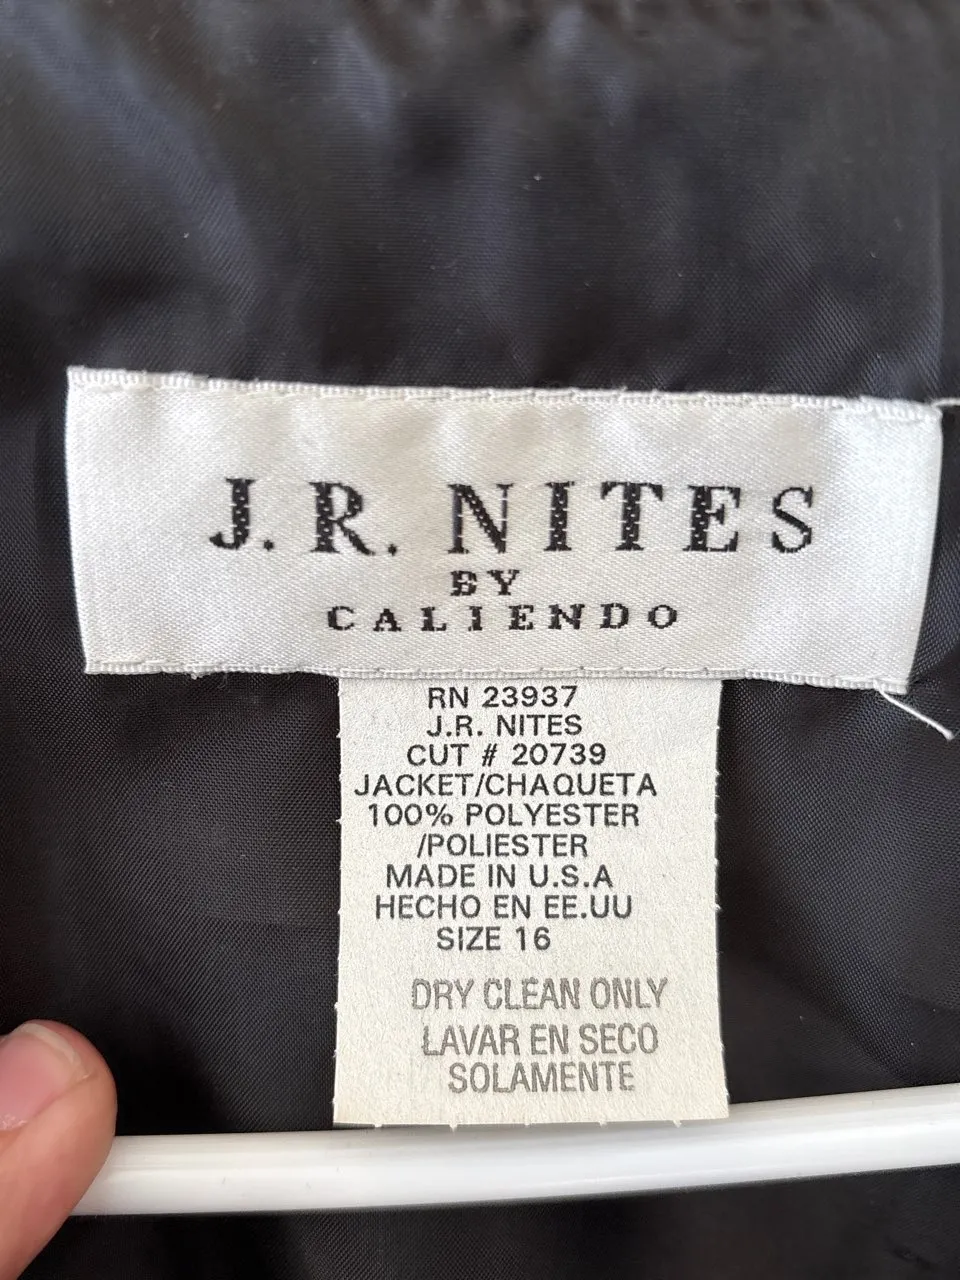 J.R. NITES
BY
CALIENDO
RN 23937
J.R. NITES
CUT # 20739
JACKET/CHAQUETA
100% POLYESTER
/POLIESTER
MADE IN U.S.A
HECHO EN EE.UU
SIZE 16
DRY CLEAN ONLY
LAVAR EN SECO
SOLAMENTE